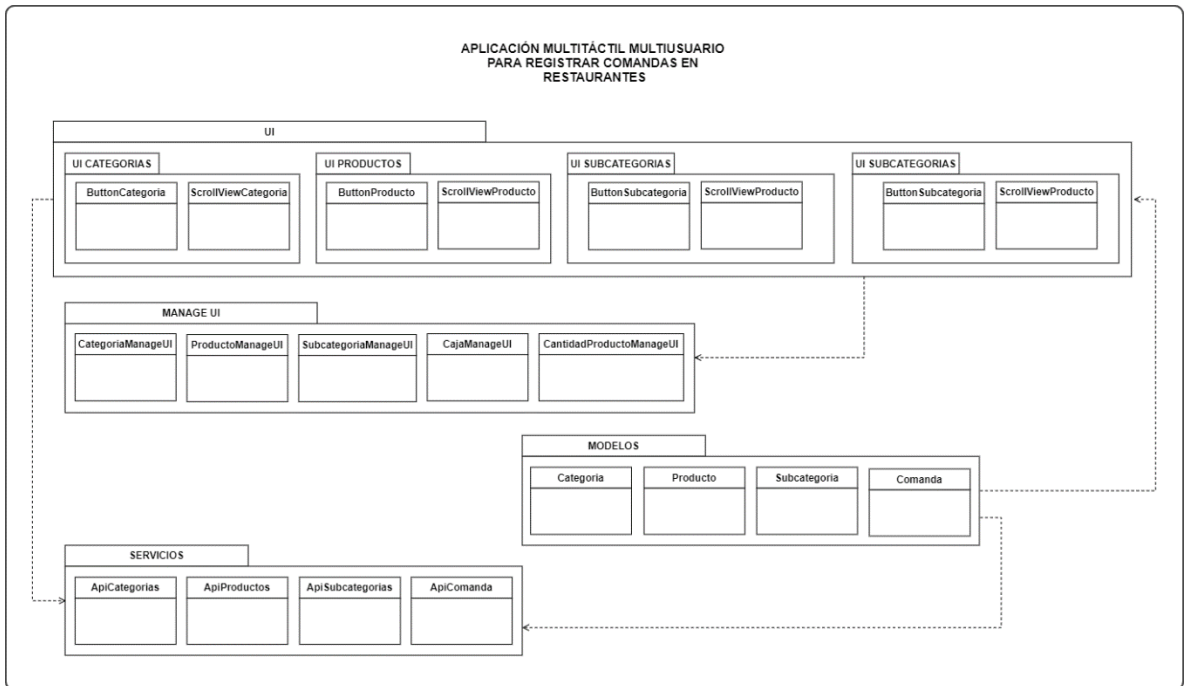 APLICACIÓN MULTITÁCTIL MULTIUSUARIO
PARA REGISTRAR COMANDAS EN
RESTAURANTES
UI
UI CATEGORIAS
ButtonCategoria
ScrollViewCategoria
UI PRODUCTOS
ButtonProducto
ScrollViewProducto
UI SUBCATEGORIAS
ButtonSubcategoria
ScrollViewProducto
UI SUBCATEGORIAS
ButtonSubcategoria
ScrollViewProducto
MANAGE UI
CategoriaManageUI
ProductoManageUI
SubcategoriaManageUI
CajaManageUI
CantidadProductoManageUI
MODELOS
Categoria
Producto
Subcategoria
Comanda
SERVICIOS
ApiCategorias
ApiProductos
ApiSubcategorias
ApiComanda